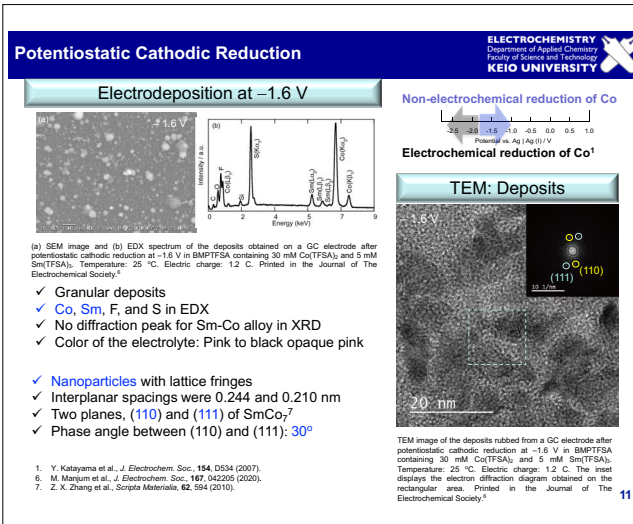 Potentiostatic Cathodic Reduction
ELECTROCHEMISTRY
Department of Applied Chemistry
Faculty of Science and Technology
KEIO UNIVERSITY
Electrodeposition at –1.6 V
(a)
– 1.6 V
(b)
Intensity / a.u.
C
O
F
Co(Lβ₁)
Si
S(Kα₁)
Sm(Lα₁)
Sm(Lβ₁)
Sm(Lγ₁)
Co(Kα₁)
Co(Kβ₁)
0 3 6 9
Energy (keV)
(a) SEM image and (b) EDX spectrum of the deposits obtained on a GC electrode after
potentiostatic cathodic reduction at –1.6 V in BMPTFSA containing 30 mM Co(TFSA)₂ and 5 mM
Sm(TFSA)₃. Temperature: 25 ºC. Electric charge: 1.2 C. Printed in the Journal of The
Electrochemical Society.⁶
✓ Granular deposits
✓ Co, Sm, F, and S in EDX
✓ No diffraction peak for Sm-Co alloy in XRD
✓ Color of the electrolyte: Pink to black opaque pink
✓ Nanoparticles with lattice fringes
✓ Interplanar spacings were 0.244 and 0.210 nm
✓ Two planes, (110) and (111) of SmCo₇⁷
✓ Phase angle between (110) and (111): 30º
1. Y. Katayama et al., J. Electrochem. Soc., 154, D534 (2007).
6. M. Manjum et al., J. Electrochem. Soc., 167, 042205 (2020).
7. Z. X. Zhang et al., Scripta Materialia, 62, 594 (2010).
Non-electrochemical reduction of Co
-2.5 -2.0 -1.5 -1.0 -0.5 0.0 0.5 1.0
Potential vs. Ag | Ag (I) / V
Electrochemical reduction of Co¹
TEM: Deposits
-1.6 V
(110)
(111)
10 1/nm
20 nm
TEM image of the deposits rubbed from a GC electrode after
potentiostatic cathodic reduction at –1.6 V in BMPTFSA
containing 30 mM Co(TFSA)₂ and 5 mM Sm(TFSA)₃.
Temperature: 25 ºC. Electric charge: 1.2 C. The inset
displays the electron diffraction diagram obtained on the
rectangular area. Printed in the Journal of The
Electrochemical Society.⁶
11